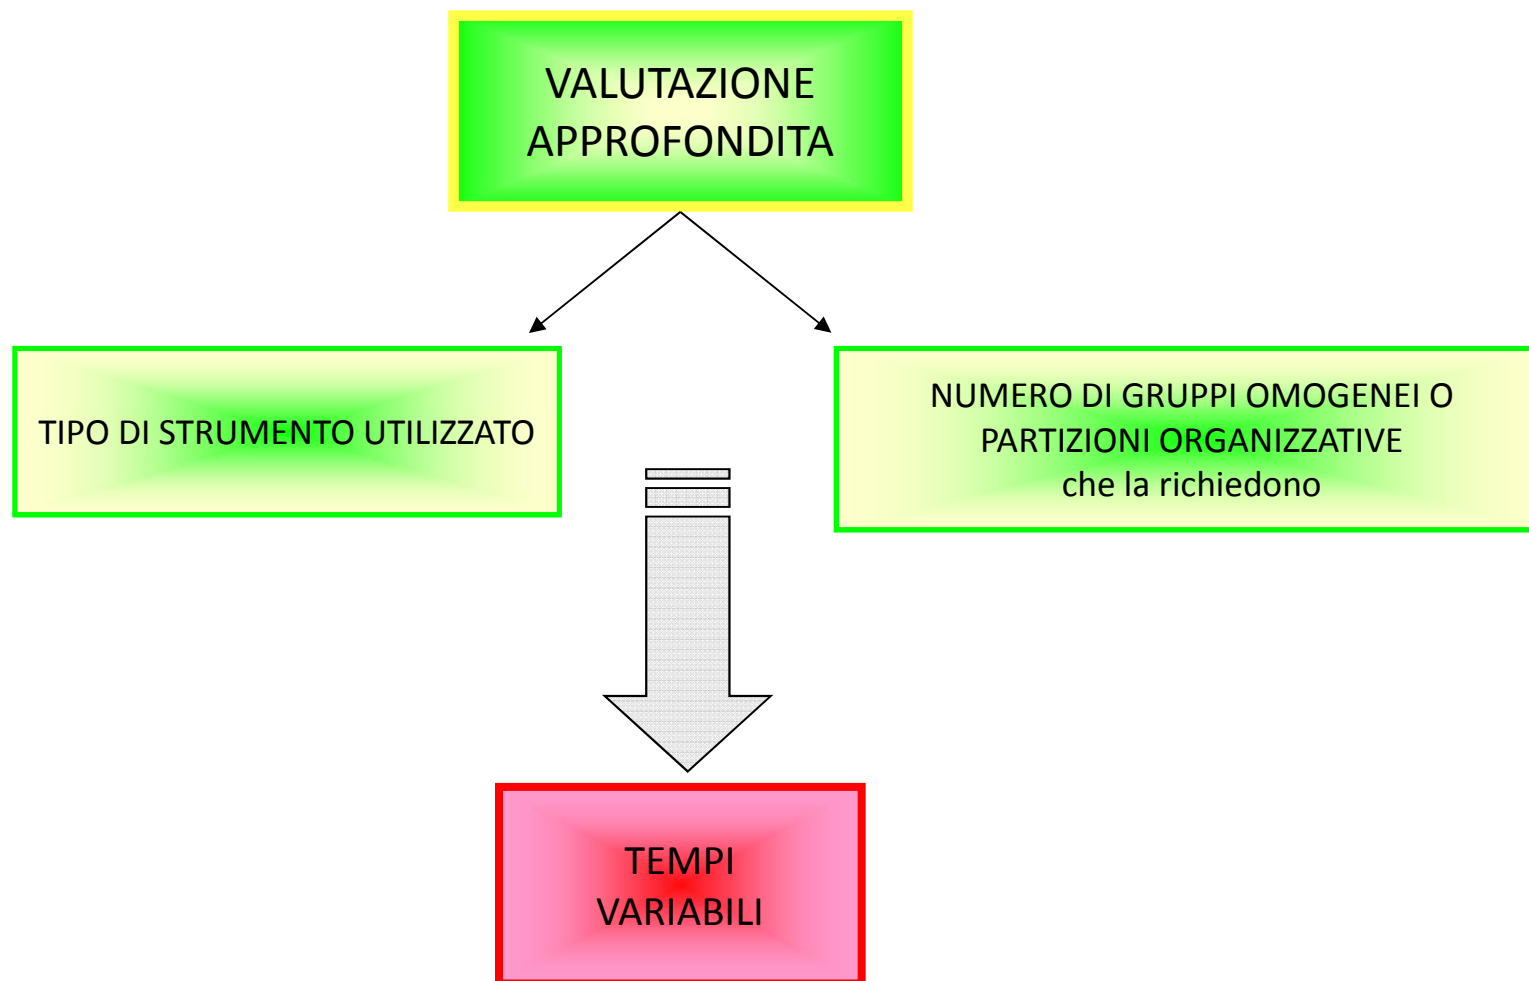 VALUTAZIONE
APPROFONDITA
TIPO DI STRUMENTO UTILIZZATO
NUMERO DI GRUPPI OMOGENEI O
PARTIZIONI ORGANIZZATIVE
che la richiedono
TEMPI
VARIABILI